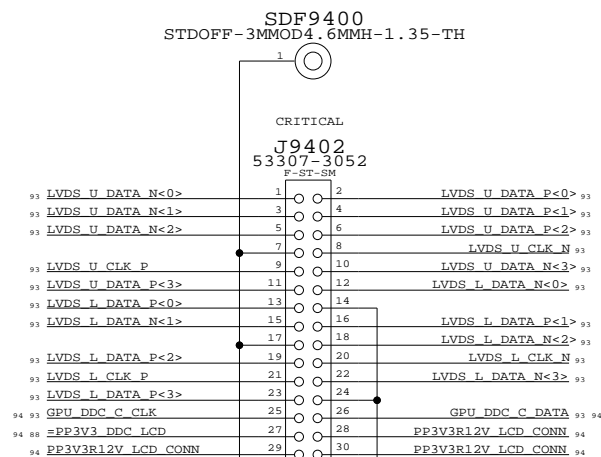 SDF9400
STDOFF-3MMOD4.6MMH-1.35-TH
1
CRITICAL
J9402
53307-3052
F-ST-SM
93 LVDS_U_DATA_N<0> 1 2 LVDS_U_DATA_P<0> 93
93 LVDS_U_DATA_N<1> 3 4 LVDS_U_DATA_P<1> 93
93 LVDS_U_DATA_N<2> 5 6 LVDS_U_DATA_P<2> 93
7 8 LVDS_U_CLK_N 93
93 LVDS_U_CLK_P 9 10 LVDS_U_DATA_N<3> 93
93 LVDS_U_DATA_P<3> 11 12 LVDS_L_DATA_N<0> 93
93 LVDS_L_DATA_P<0> 13 14
93 LVDS_L_DATA_N<1> 15 16 LVDS_L_DATA_P<1> 93
17 18 LVDS_L_DATA_N<2> 93
93 LVDS_L_DATA_P<2> 19 20 LVDS_L_CLK_N 93
93 LVDS_L_CLK_P 21 22 LVDS_L_DATA_N<3> 93
93 LVDS_L_DATA_P<3> 23 24
94 93 GPU_DDC_C_CLK 25 26 GPU_DDC_C_DATA 93 94
94 88 =PP3V3_DDC_LCD 27 28 PP3V3R12V_LCD_CONN 94
94 PP3V3R12V_LCD_CONN 29 30 PP3V3R12V_LCD_CONN 94